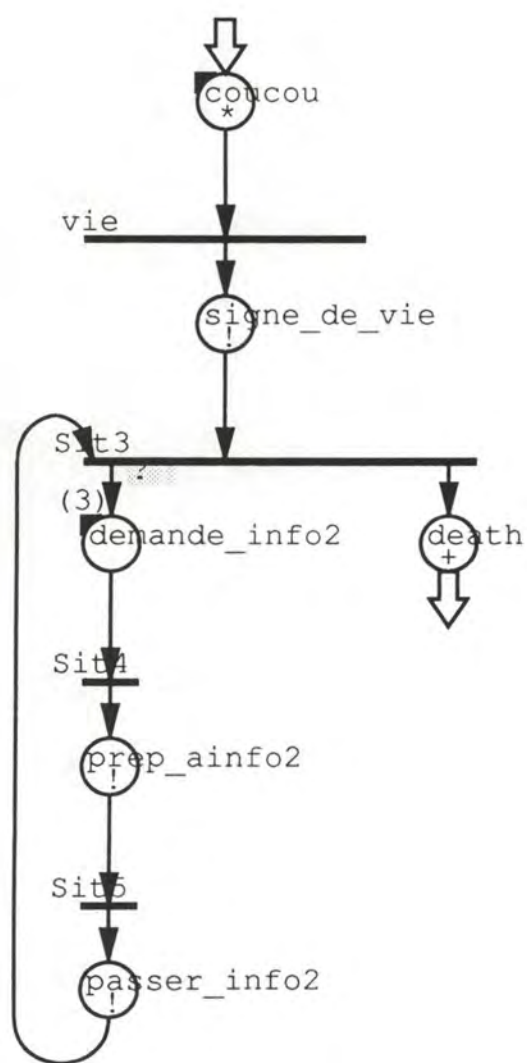 coucou
*
vie
signe_de_vie
!
Sit3
?
(3)
demande_info2
death
+
Sit4
prep_ainfo2
!
Sit5
passer_info2
!